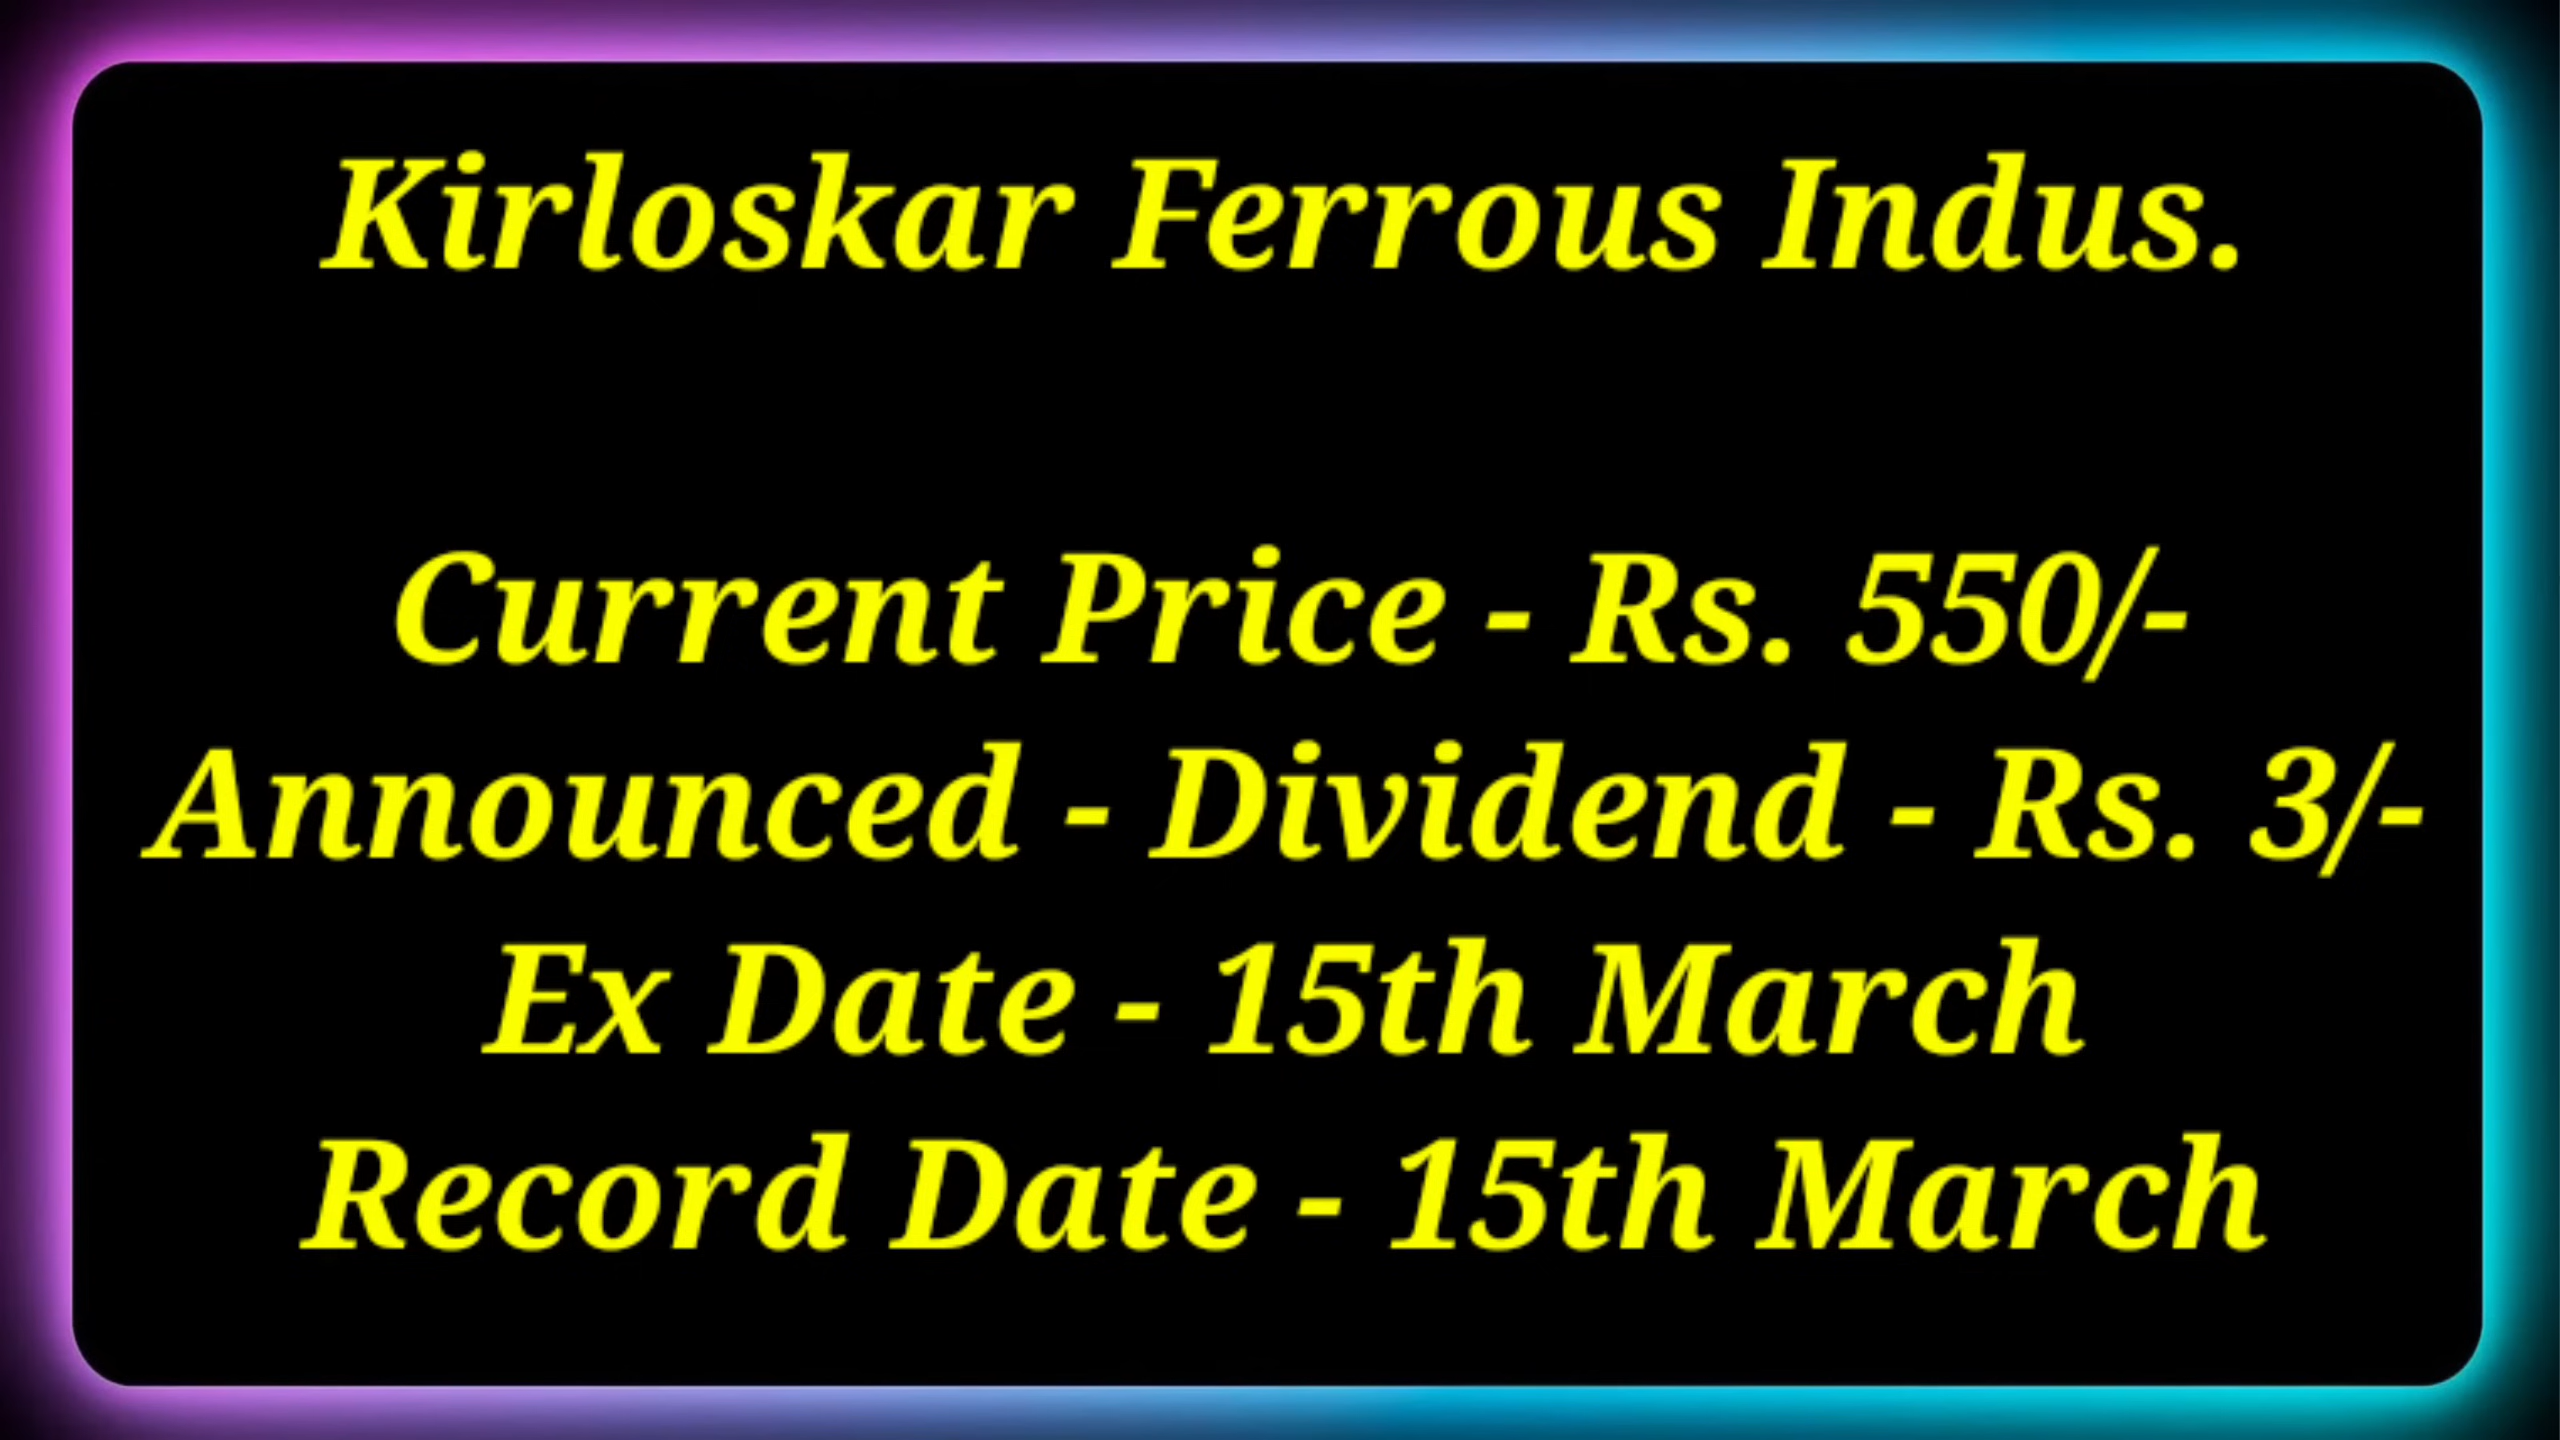 Kirloskar Ferrous Indus.
Current Price - Rs. 550/-
Announced - Dividend - Rs. 3/-
Ex Date - 15th March
Record Date - 15th March